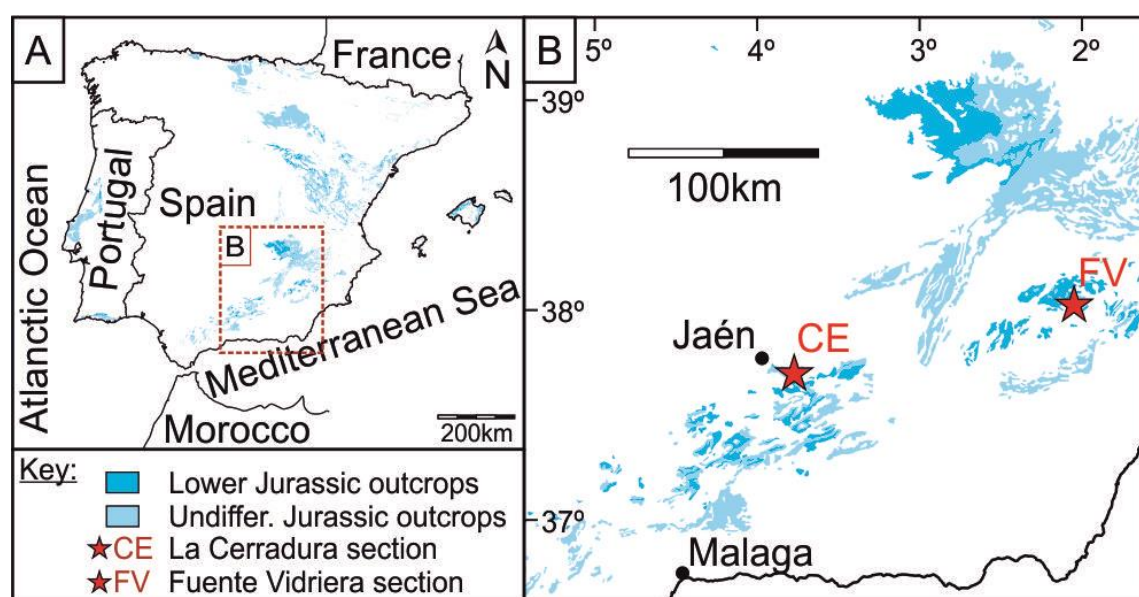 A
France
N
Atlanctic Ocean
Portugal
Spain
B
Mediterranean Sea
Morocco
200km
Key:
Lower Jurassic outcrops
Undiffer. Jurassic outcrops
CE La Cerradura section
FV Fuente Vidriera section
B
5º 4º 3º 2º
39º
100km
38º
FV
Jaén
CE
37º
Malaga